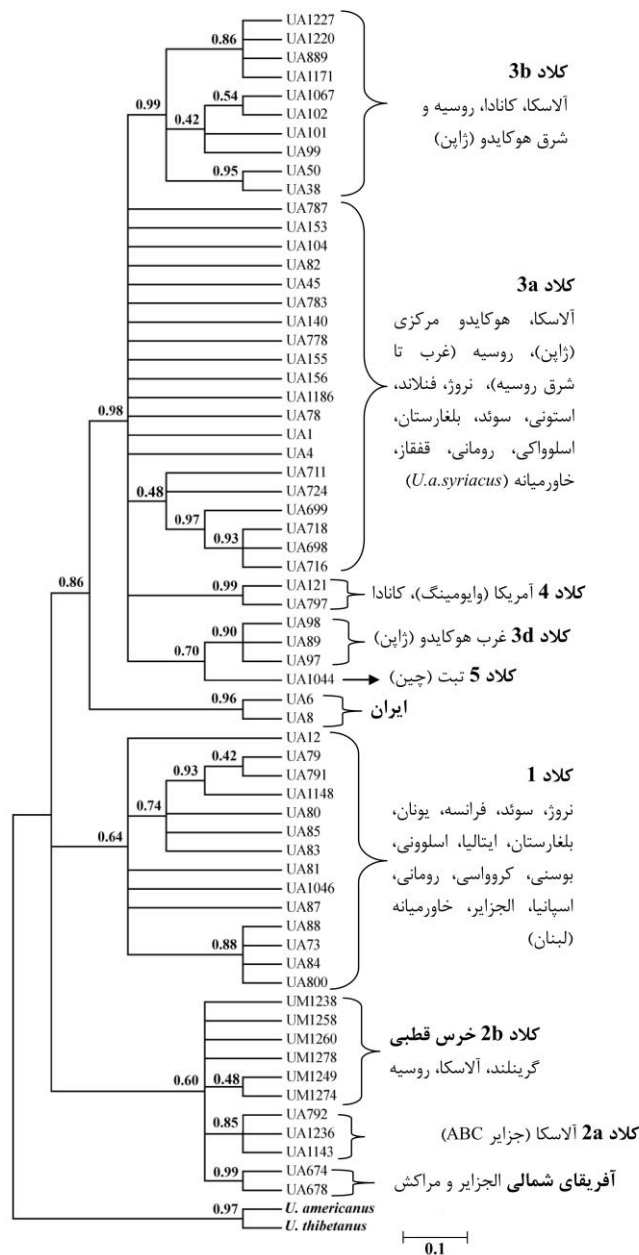 UA1227
UA1220
0.86
UA889
UA1171
0.99
0.54
UA1067
UA102
0.42
UA101
UA99
0.95
UA50
UA38
کلاد 3b
آلاسکا، کانادا، روسیه و
شرق هوکایدو (ژاپن)
UA787
UA153
UA104
UA82
UA45
UA783
UA140
UA778
UA155
UA156
UA1186
0.98
UA78
UA1
UA4
UA711
0.48
UA724
0.97
UA699
0.93
UA718
UA698
UA716
کلاد 3a
آلاسکا، هوکایدو مرکزی
(ژاپن)، روسیه (غرب تا
شرق روسیه)، نروژ، فنلاند،
استونی، سوئد، بلغارستان،
اسلوواکی، رومانی، قفقاز،
خاورمیانه (U.a.syriacus)
0.86
0.99
UA121
UA797
کلاد 4 آمریکا (وایومینگ)، کانادا
0.90
UA98
UA89
UA97
کلاد 3d غرب هوکایدو (ژاپن)
0.70
UA1044
کلاد 5 تبت (چین)
0.96
UA6
UA8
ایران
UA12
0.42
UA79
0.93
UA791
UA1148
0.74
UA80
UA85
UA83
0.64
UA81
UA1046
UA87
UA88
0.88
UA73
UA84
UA800
کلاد 1
نروژ، سوئد، فرانسه، یونان،
بلغارستان، ایتالیا، اسلوونی،
بوسنی، کروواسی، رومانی،
اسپانیا، الجزایر، خاورمیانه
(لبنان)
UM1238
UM1258
UM1260
UM1278
0.60
0.48
UM1249
UM1274
کلاد 2b خرس قطبی
گرینلند، آلاسکا، روسیه
UA792
0.85
UA1236
UA1143
کلاد 2a آلاسکا (جزایر ABC)
0.99
UA674
UA678
آفریقای شمالی الجزایر و مراکش
0.97
U. americanus
U. thibetanus
0.1